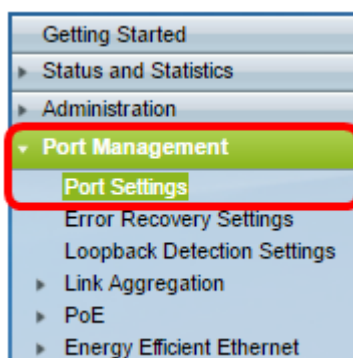 Getting Started
Status and Statistics
Administration
Port Management
Port Settings
Error Recovery Settings
Loopback Detection Settings
Link Aggregation
PoE
Energy Efficient Ethernet